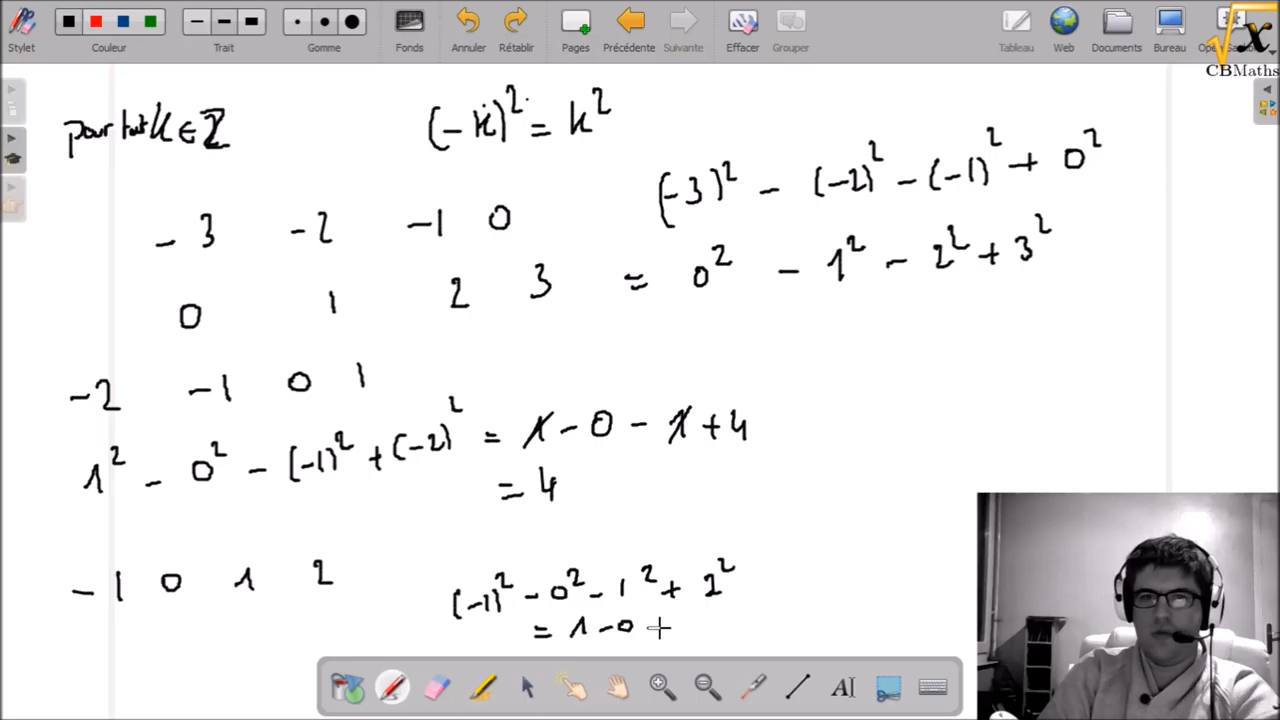 Stylet Couleur Trait Gomme Fonds Annuler Rétablir Pages Précédente Suivante Effacer Grouper Tableau Web Documents Bureau
√x
CBMaths
pour tout k ∈ ℤ (-k)² = k²
(-3)² - (-2)² - (-1)² + 0²
-3 -2 -1 0
0 1 2 3 = 0² - 1² - 2² + 3²
-2 -1 0 1
1² - 0² - (-1)² + (-2)² = 1 - 0 - 1 + 4
= 4
-1 0 1 2 (-1)² - 0² - 1² + 2²
= 1 - 0
AI